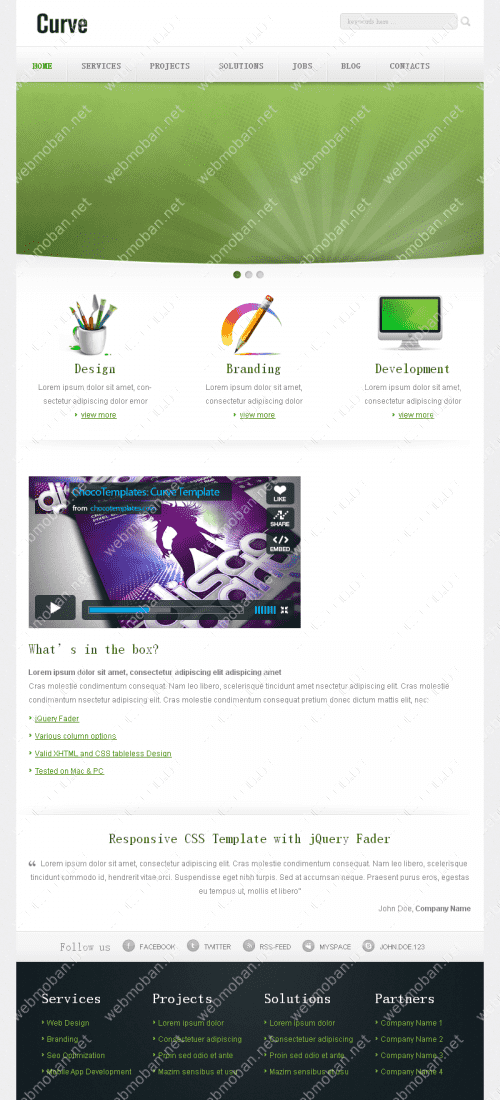 Curve
keywords here...
HOME SERVICES PROJECTS SOLUTIONS JOBS BLOG CONTACTS
Design Branding Development
Lorem ipsum dolor sit amet, con- Lorem ipsum dolor sit amet, Lorem ipsum dolor sit amet,
sectetur adipiscing dolor emor consectetur adipiscing dolor consectetur adipiscing dolor
view more view more view more
ChocoTemplates: Curve Template
from chocotemplates.com
LIKE
SHARE
EMBED
What's in the box?
Lorem ipsum dolor sit amet, consectetur adipiscing elit adispicing amet
Cras molestie condimentum consequat. Nam leo libero, scelerisque tincidunt amet nsectetur adipiscing elit. Cras molestie
condimentum nsectetur adipiscing elit. Cras molestie condimentum consequat pretium donec dictum mattis elit, nec
jQuery Fader
Various column options
Valid XHTML and CSS tableless Design
Tested on Mac & PC
Responsive CSS Template with jQuery Fader
“ Lorem ipsum dolor sit amet, consectetur adipiscing elit. Cras molestie condimentum consequat. Nam leo libero, scelerisque
tincidunt commodo id, hendrerit vitae orci. Suspendisse eget nibh turpis. Sed at accumsan neque. Praesent purus eros, egestas
eu tempus ut, mollis et libero"
John Doe, Company Name
Follow us FACEBOOK TWITTER RSS-FEED MYSPACE JOHN.DOE.123
Services Projects Solutions Partners
Web Design Lorem ipsum dolor Lorem ipsum dolor Company Name 1
Branding Consectetuer adipiscing Consectetuer adipiscing Company Name 2
Seo Optimization Proin sed odio et ante Proin sed odio et ante Company Name 3
Mobile App Development Mazim sensibus et usu Mazim sensibus et usu Company Name 4
webmoban.net